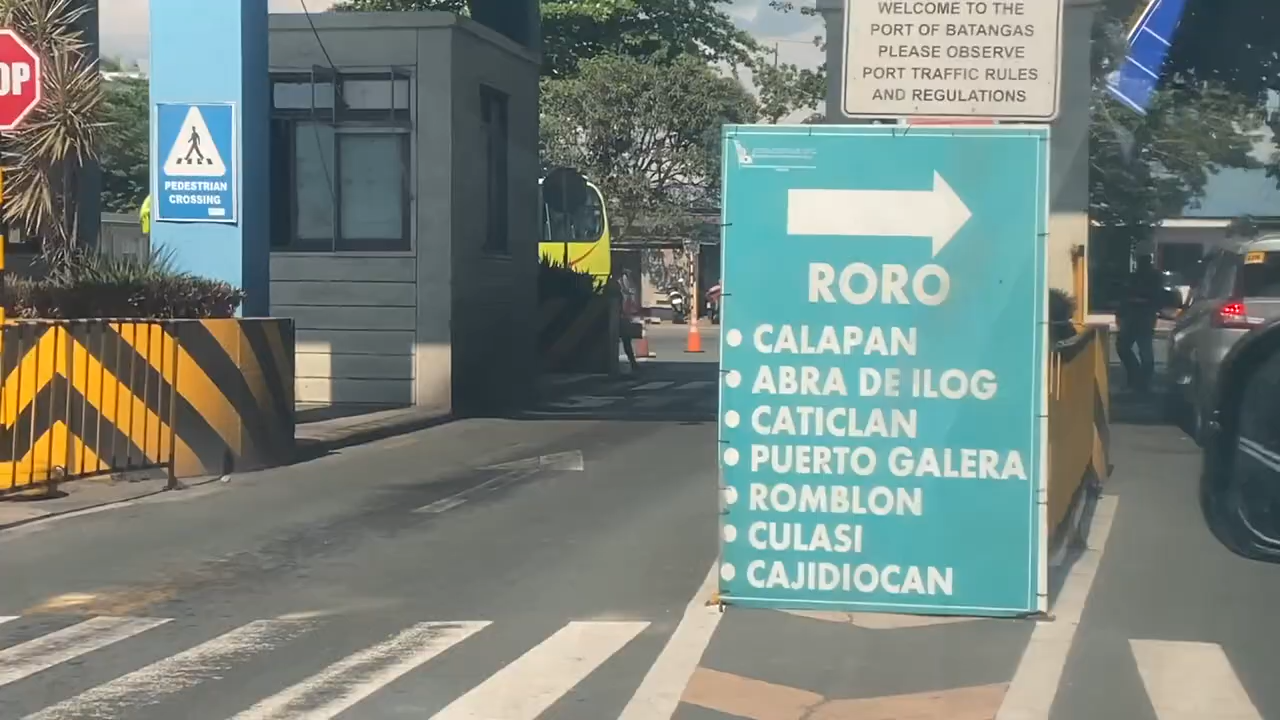 OP
PEDESTRIAN
CROSSING
WELCOME TO THE
PORT OF BATANGAS
PLEASE OBSERVE
PORT TRAFFIC RULES
AND REGULATIONS
RORO
• CALAPAN
• ABRA DE ILOG
• CATICLAN
• PUERTO GALERA
• ROMBLON
• CULASI
• CAJIDIOCAN